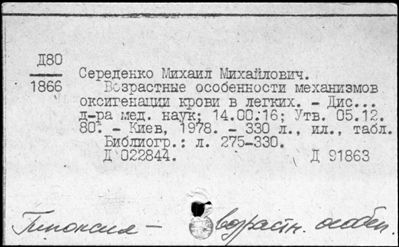 Д80
1866
Середенко Михаил Михайлович.
Возрастные особенности механизмов
оксигенации крови в легких. – Дис...
д-ра мед. наук; 14.00.16; Утв. 05.12.
80. – Киев, 1978. – 330 л., ил., табл.
Библиогр.: л. 275–330.
Д 022844. Д 91863
Гипоксия – возрастн. особен.